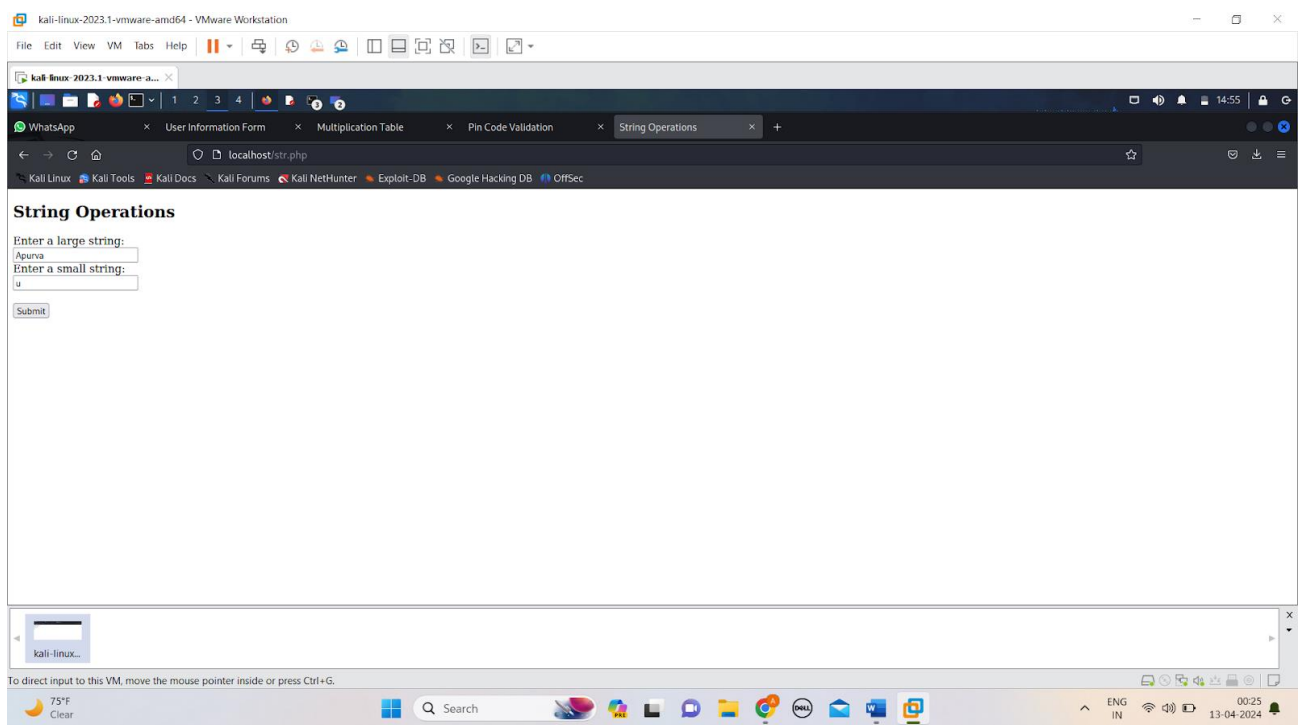 kali-linux-2023.1-vmware-amd64 - VMware Workstation
File Edit View VM Tabs Help
kali-linux-2023.1-vmware-a...
1 2 3 4 14:55
WhatsApp User Information Form Multiplication Table Pin Code Validation String Operations
localhost/str.php
Kali Linux Kali Tools Kali Docs Kali Forums Kali NetHunter Exploit-DB Google Hacking DB OffSec
String Operations
Enter a large string:
Apurva
Enter a small string:
u
Submit
kali-linux...
To direct input to this VM, move the mouse pointer inside or press Ctrl+G.
75°F
Clear
Search
PRE
DELL
ENG
IN
00:25
13-04-2024